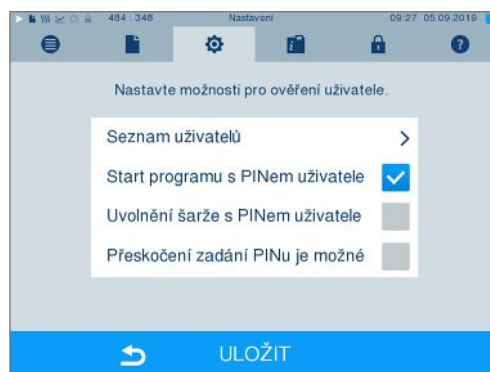 484 : 348 Nastavení 09:27 05.09.2019
Nastavte možnosti pro ověření uživatele.
Seznam uživatelů
Start programu s PINem uživatele
Uvolnění šarže s PINem uživatele
Přeskočení zadání PINu je možné
ULOŽIT